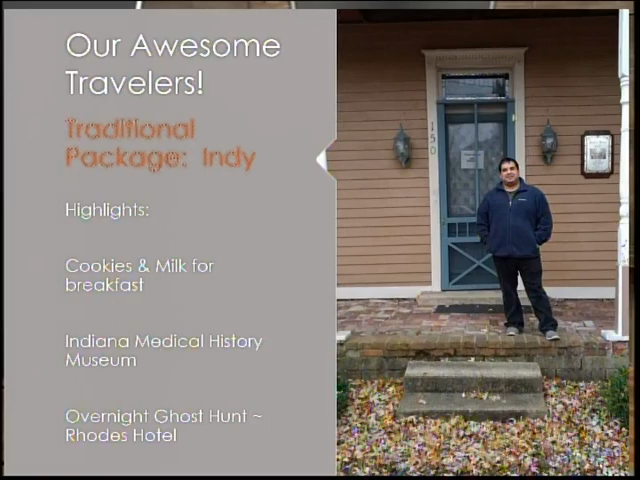 Our Awesome
Travelers!
Traditional
Package: Indy
Highlights:
Cookies & Milk for
breakfast
Indiana Medical History
Museum
Overnight Ghost Hunt ~
Rhodes Hotel
150